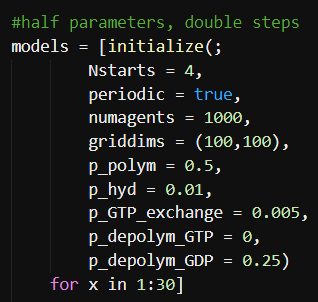 #half parameters, double steps
models = [initialize(;
Nstarts = 4,
periodic = true,
numagents = 1000,
griddims = (100,100),
p_polym = 0.5,
p_hyd = 0.01,
p_GTP_exchange = 0.005,
p_depolym_GTP = 0,
p_depolym_GDP = 0.25)
for x in 1:30]